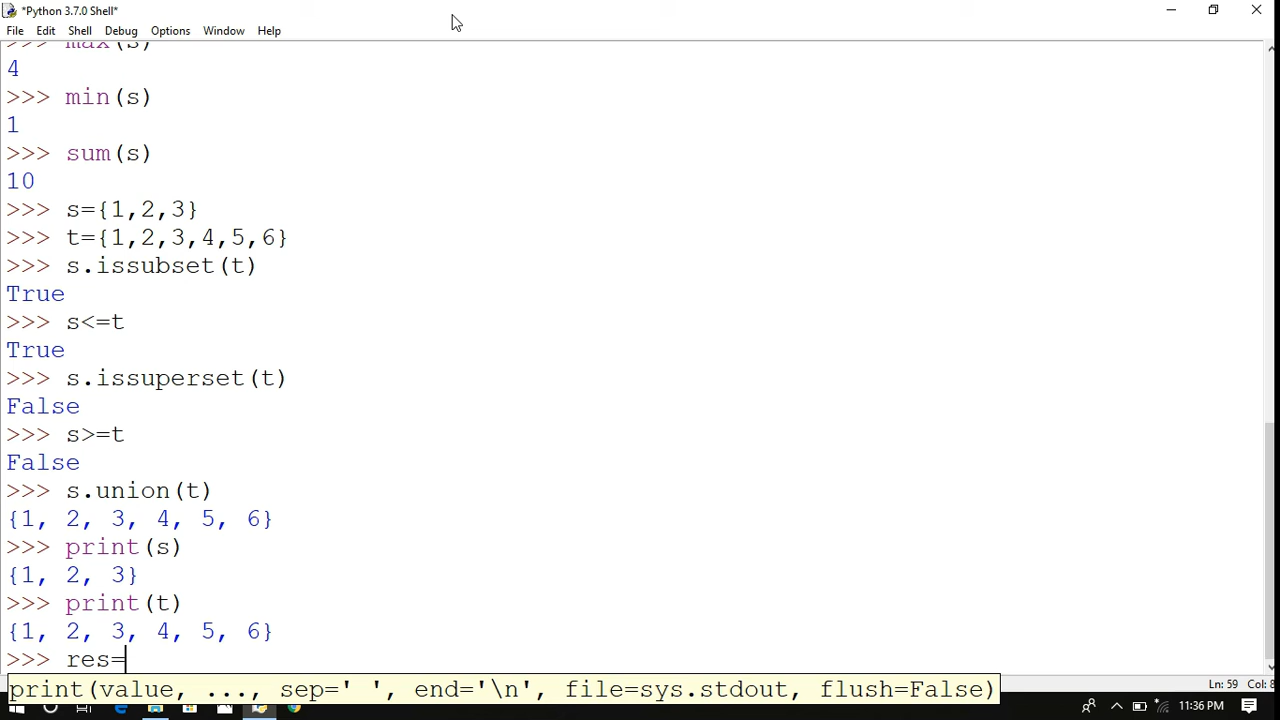 *Python 3.7.0 Shell*
File Edit Shell Debug Options Window Help
>>> max(s)
4
>>> min(s)
1
>>> sum(s)
10
>>> s={1,2,3}
>>> t={1,2,3,4,5,6}
>>> s.issubset(t)
True
>>> s<=t
True
>>> s.issuperset(t)
False
>>> s>=t
False
>>> s.union(t)
{1, 2, 3, 4, 5, 6}
>>> print(s)
{1, 2, 3}
>>> print(t)
{1, 2, 3, 4, 5, 6}
>>> res=
print(value, ..., sep=' ', end='\n', file=sys.stdout, flush=False)
Ln: 59 Col: 8
11:36 PM